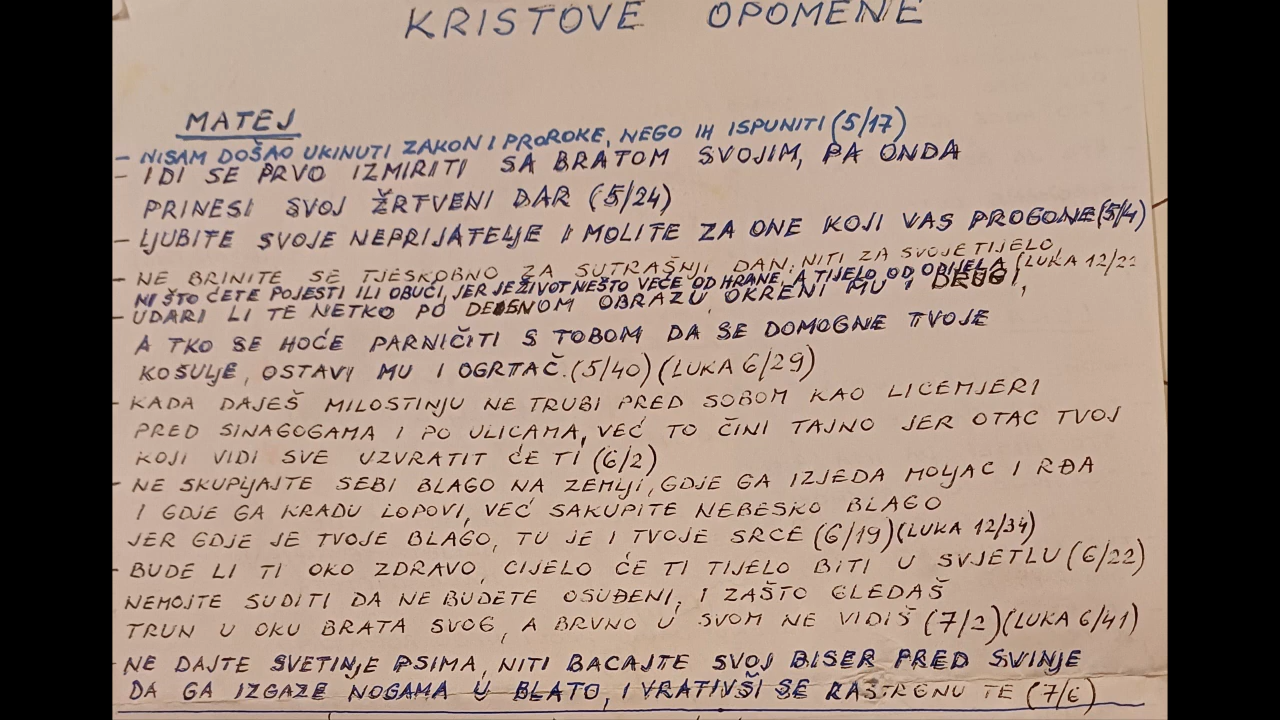 KRISTOVE OPOMENE
MATEJ
- NISAM DOŠAO UKINUTI ZAKON I PROROKE, NEGO IH ISPUNITI (5/17)
- IDI SE PRVO IZMIRITI SA BRATOM SVOJIM, PA ONDA
PRINESI SVOJ ŽRTVENI DAR (5/24)
- LJUBITE SVOJE NEPRIJATELJE I MOLITE ZA ONE KOJI VAS PROGONE (5/4)
- NE BRINITE SE TJESKOBNO ZA SUTRAŠNJI DAN, NITI ZA SVOJE TIJELO,
NI ŠTO ĆETE POJESTI ILI OBUĆI, JER JE ŽIVOT NEŠTO VEĆE OD HRANE, A TIJELO OD ODIJELA (LUKA 12/22
- UDARI LI TE NETKO PO DESNOM OBRAZU OKRENI MU I DRUGI,
A TKO SE HOĆE PARNIČITI S TOBOM DA SE DOMOGNE TVOJE
KOŠULJE, OSTAVI MU I OGRTAČ. (5/40) (LUKA 6/29)
- KADA DAJEŠ MILOSTINJU NE TRUBI PRED SOBOM KAO LICEMJERI
PRED SINAGOGAMA I PO ULICAMA, VEĆ TO ČINI TAJNO JER OTAC TVOJ
KOJI VIDI SVE UZVRATIT ĆE TI (6/2)
- NE SKUPLJAJTE SEBI BLAGO NA ZEMLJI, GDJE GA IZJEDA MOLJAC I RĐA
I GDJE GA KRADU LOPOVI, VEĆ SAKUPITE NEBESKO BLAGO
JER GDJE JE TVOJE BLAGO, TU JE I TVOJE SRCE (6/19) (LUKA 12/34)
- BUDE LI TI OKO ZDRAVO, CIJELO ĆE TI TIJELO BITI U SVJETLU (6/22)
NEMOJTE SUDITI DA NE BUDETE OSUĐENI, I ZAŠTO GLEDAŠ
TRUN U OKU BRATA SVOG, A BRVNO U SVOM NE VIDIŠ (7/2) (LUKA 6/41)
- NE DAJTE SVETINJE PSIMA, NITI BACAJTE SVOJ BISER PRED SVINJE
DA GA IZGAZE NOGAMA U BLATO, I VRATIVŠI SE RASTRGNU TE (7/6)